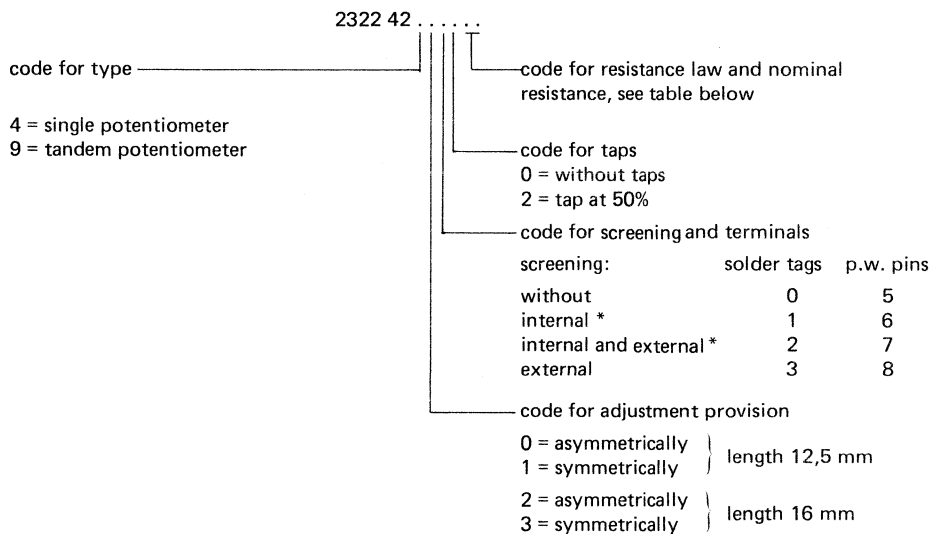 2322 42 . . . . . .
code for type
4 = single potentiometer
9 = tandem potentiometer
code for resistance law and nominal
resistance, see table below
code for taps
0 = without taps
2 = tap at 50%
code for screening and terminals
screening: solder tags p.w. pins
without 0 5
internal * 1 6
internal and external * 2 7
external 3 8
code for adjustment provision
0 = asymmetrically
1 = symmetrically
length 12,5 mm
2 = asymmetrically
3 = symmetrically
length 16 mm